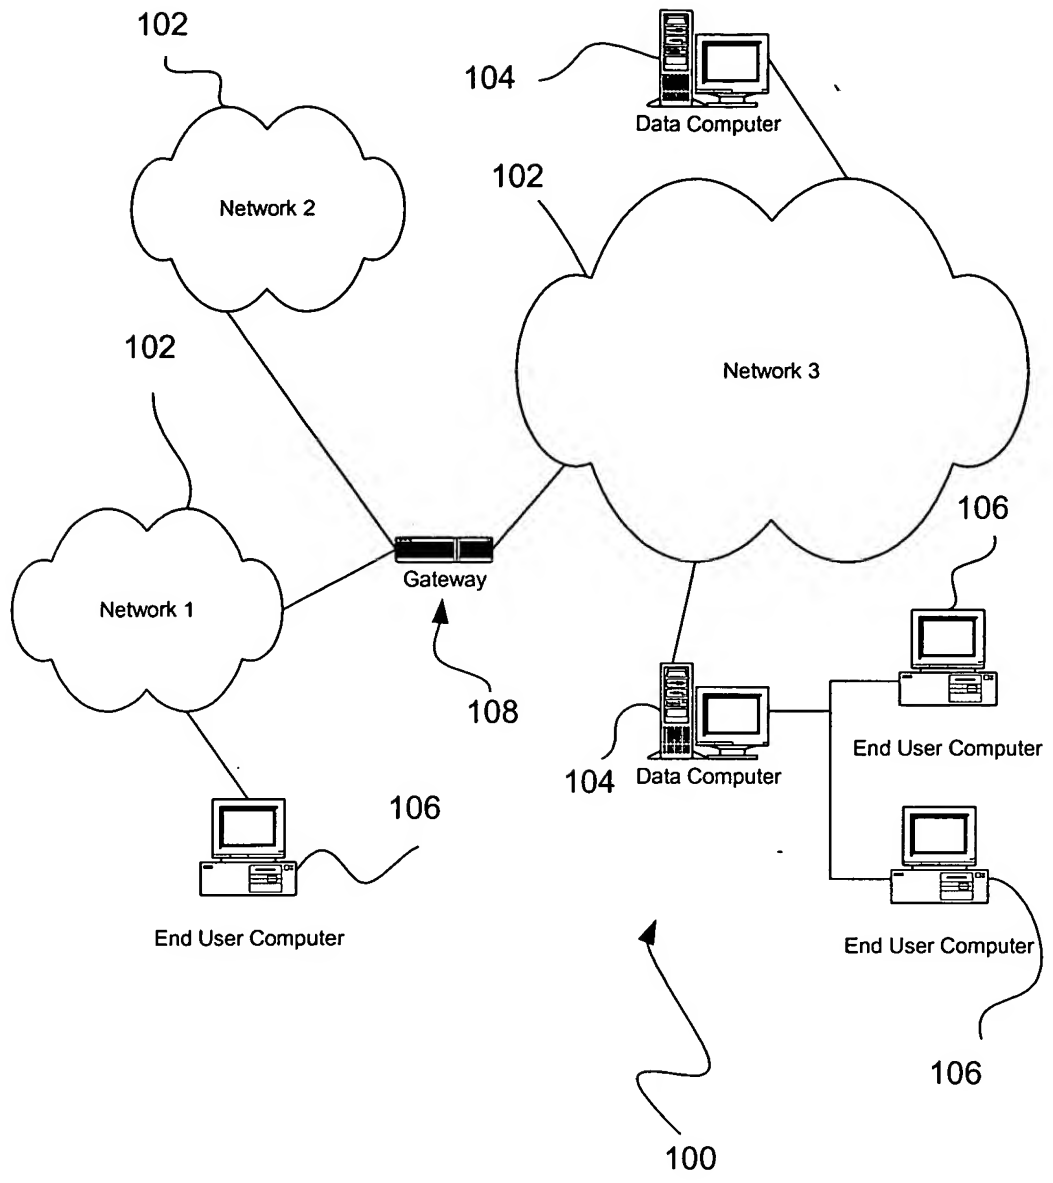 102
104
Data Computer
102
Network 2
102
Network 3
106
Gateway
Network 1
108
End User Computer
104
Data Computer
106
End User Computer
End User Computer
106
100